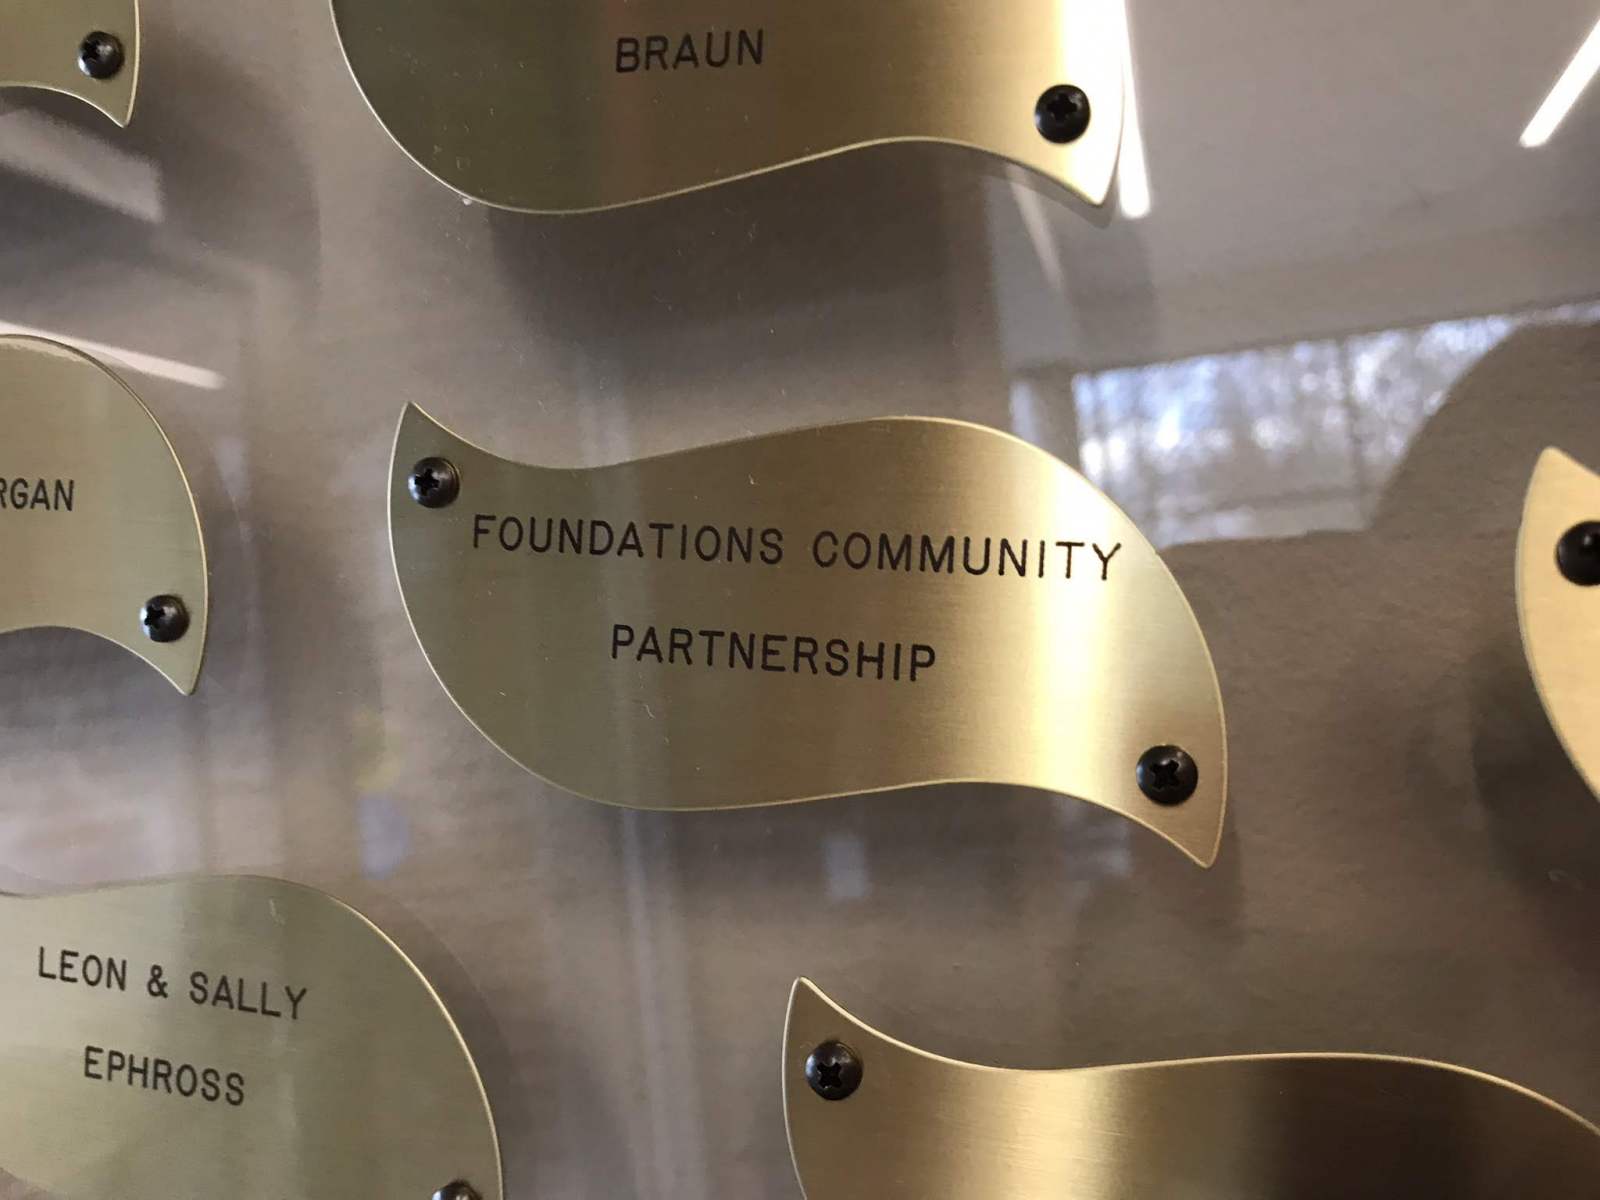 BRAUN
RGAN
FOUNDATIONS COMMUNITY
PARTNERSHIP
LEON & SALLY
EPHROSS